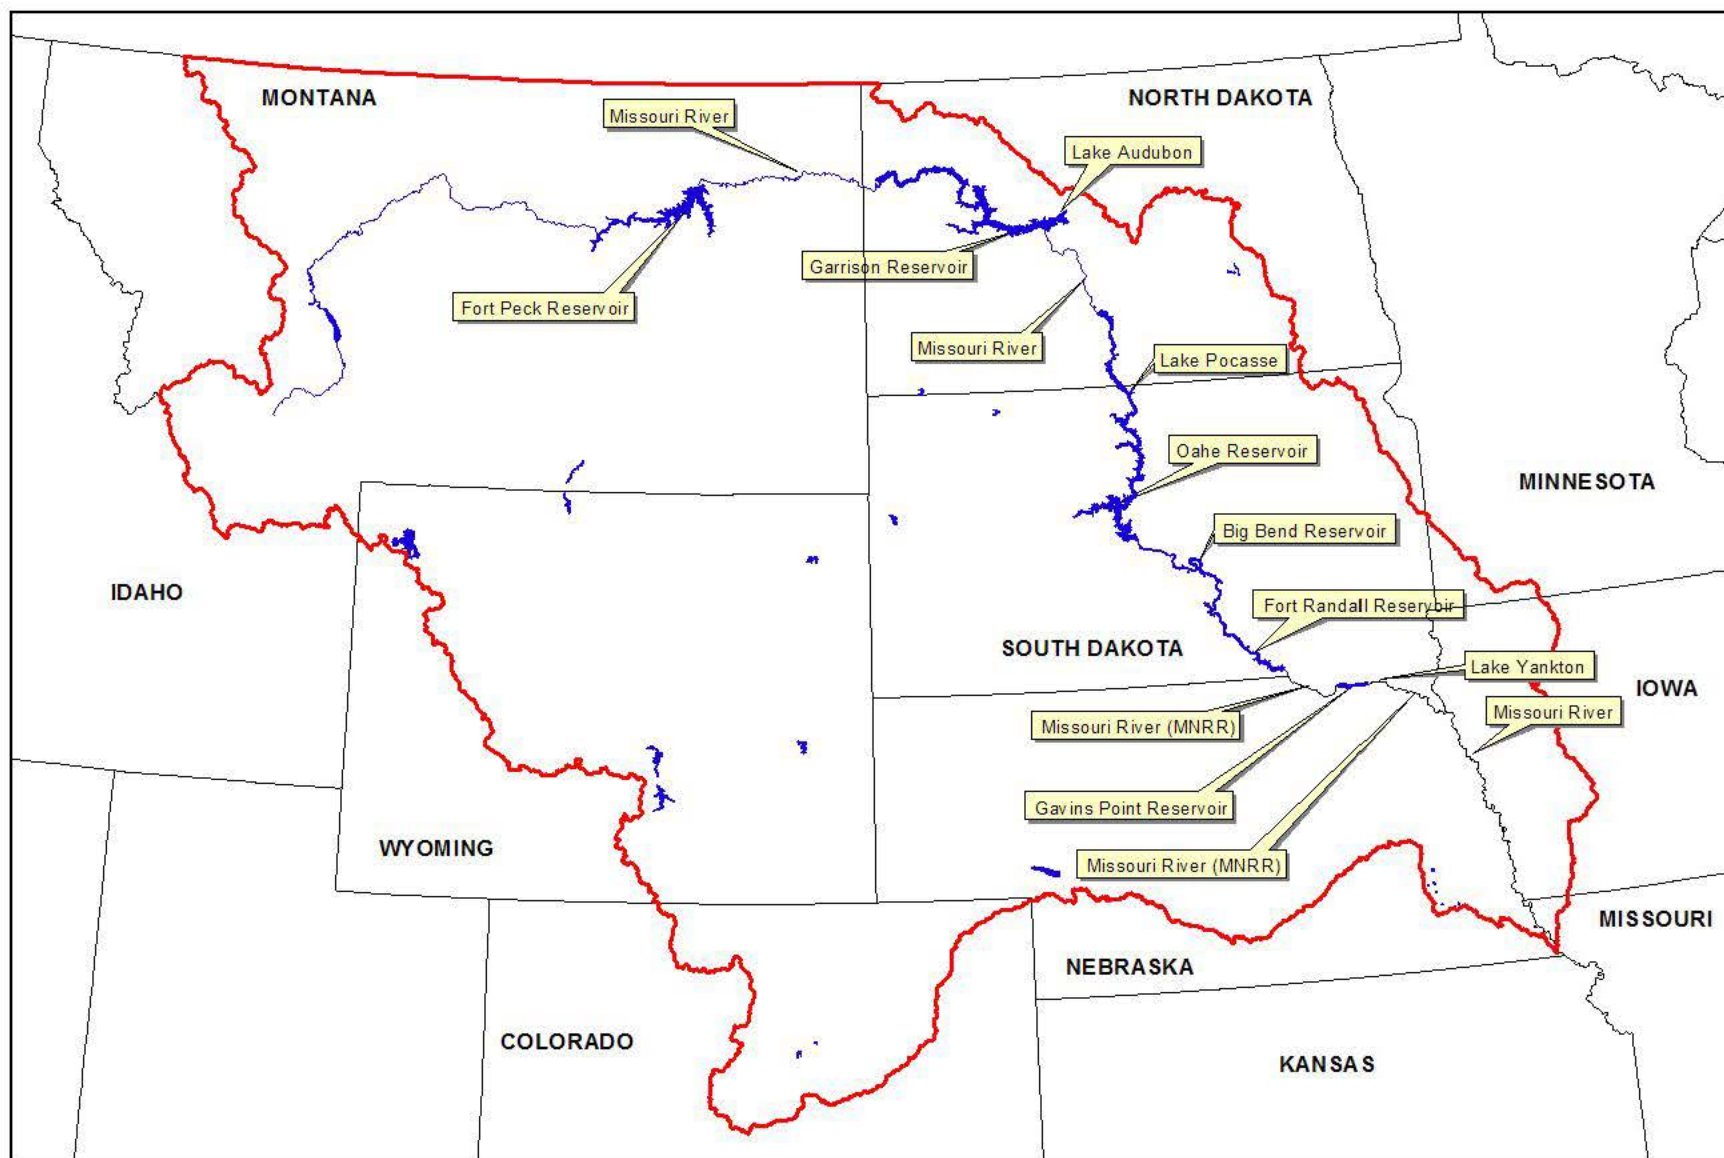 MONTANA
NORTH DAKOTA
Missouri River
Lake Audubon
Garrison Reservoir
Fort Peck Reservoir
Missouri River
Lake Pocasse
Oahe Reservoir
MINNESOTA
Big Bend Reservoir
IDAHO
Fort Randall Reservoir
SOUTH DAKOTA
Lake Yankton
IOWA
Missouri River
Missouri River (MNRR)
Gavins Point Reservoir
WYOMING
Missouri River (MNRR)
MISSOURI
NEBRASKA
COLORADO
KANSAS